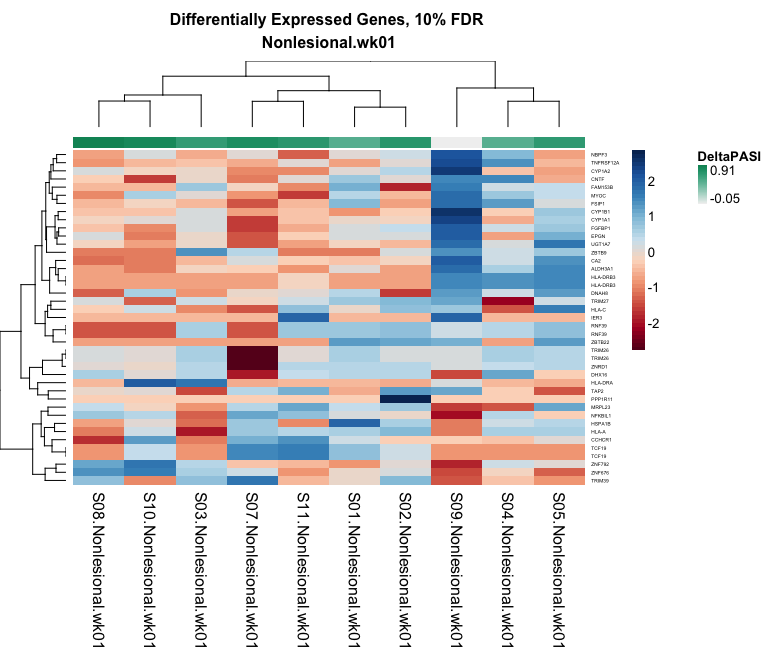 Differentially Expressed Genes, 10% FDR
Nonlesional.wk01
DeltaPASI
0.91
-0.05
2
1
0
-1
-2
NBPF3
TNFRSF12A
CYP1A2
CNTF
FAM153B
MYOC
FSIP1
CYP1B1
CYP1A1
FGFBP1
EPGN
UGT1A7
ZBTB9
CA2
ALDH3A1
HLA-DRB3
HLA-DRB3
DNAH8
TRIM27
HLA-C
IER3
RNF39
RNF39
ZBTB22
TRIM26
TRIM26
ZNRD1
DHX16
HLA-DRA
TAP2
PPP1R11
MRPL23
NFKBIL1
HSPA1B
HLA-A
CCHCR1
TCF19
TCF19
ZNF792
ZNF676
TRIM39
S08.Nonlesional.wk01
S10.Nonlesional.wk01
S03.Nonlesional.wk01
S07.Nonlesional.wk01
S11.Nonlesional.wk01
S01.Nonlesional.wk01
S02.Nonlesional.wk01
S09.Nonlesional.wk01
S04.Nonlesional.wk01
S05.Nonlesional.wk01